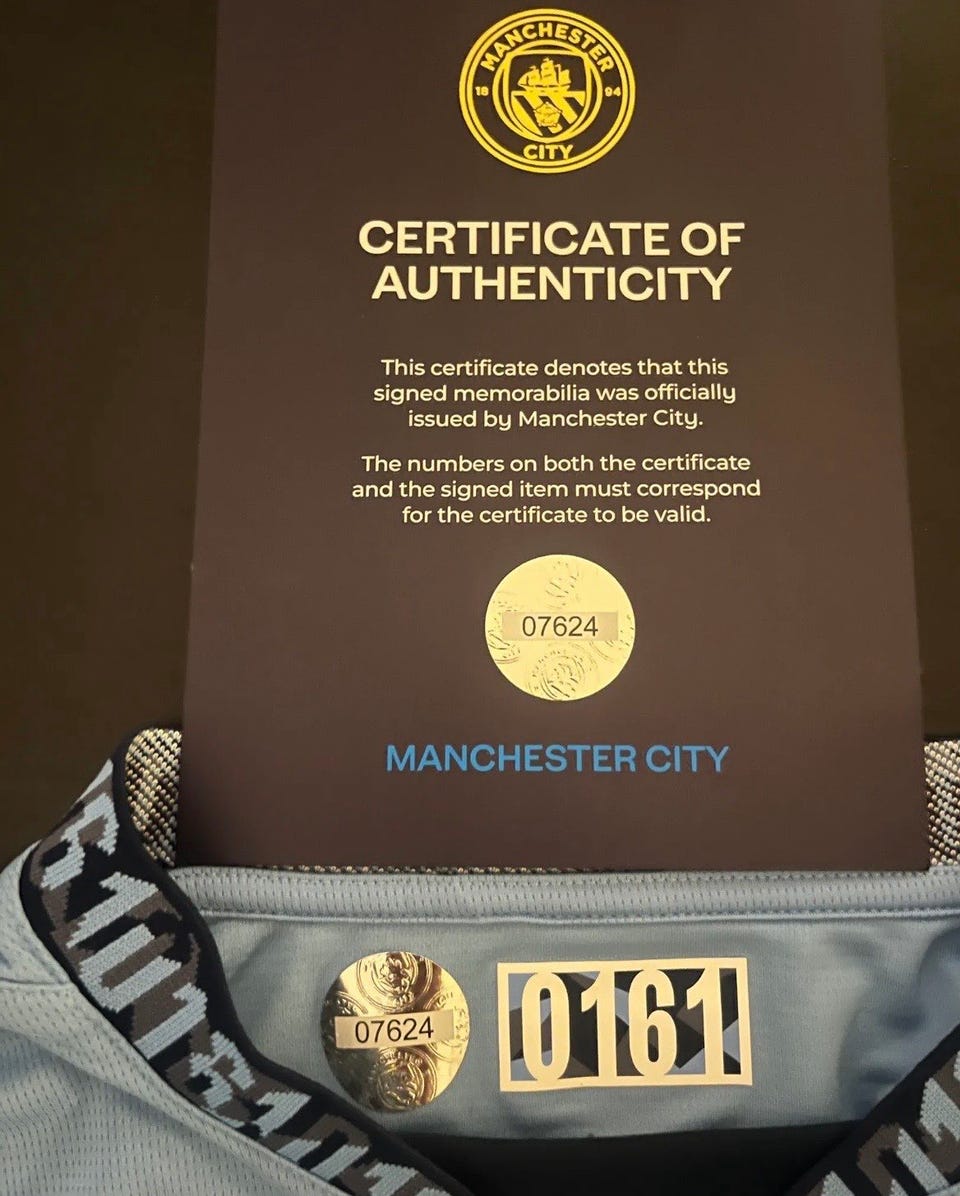 MANCHESTER
18 94
CITY
CERTIFICATE OF
AUTHENTICITY
This certificate denotes that this
signed memorabilia was officially
issued by Manchester City.
The numbers on both the certificate
and the signed item must correspond
for the certificate to be valid.
07624
MANCHESTER CITY
07624
0161